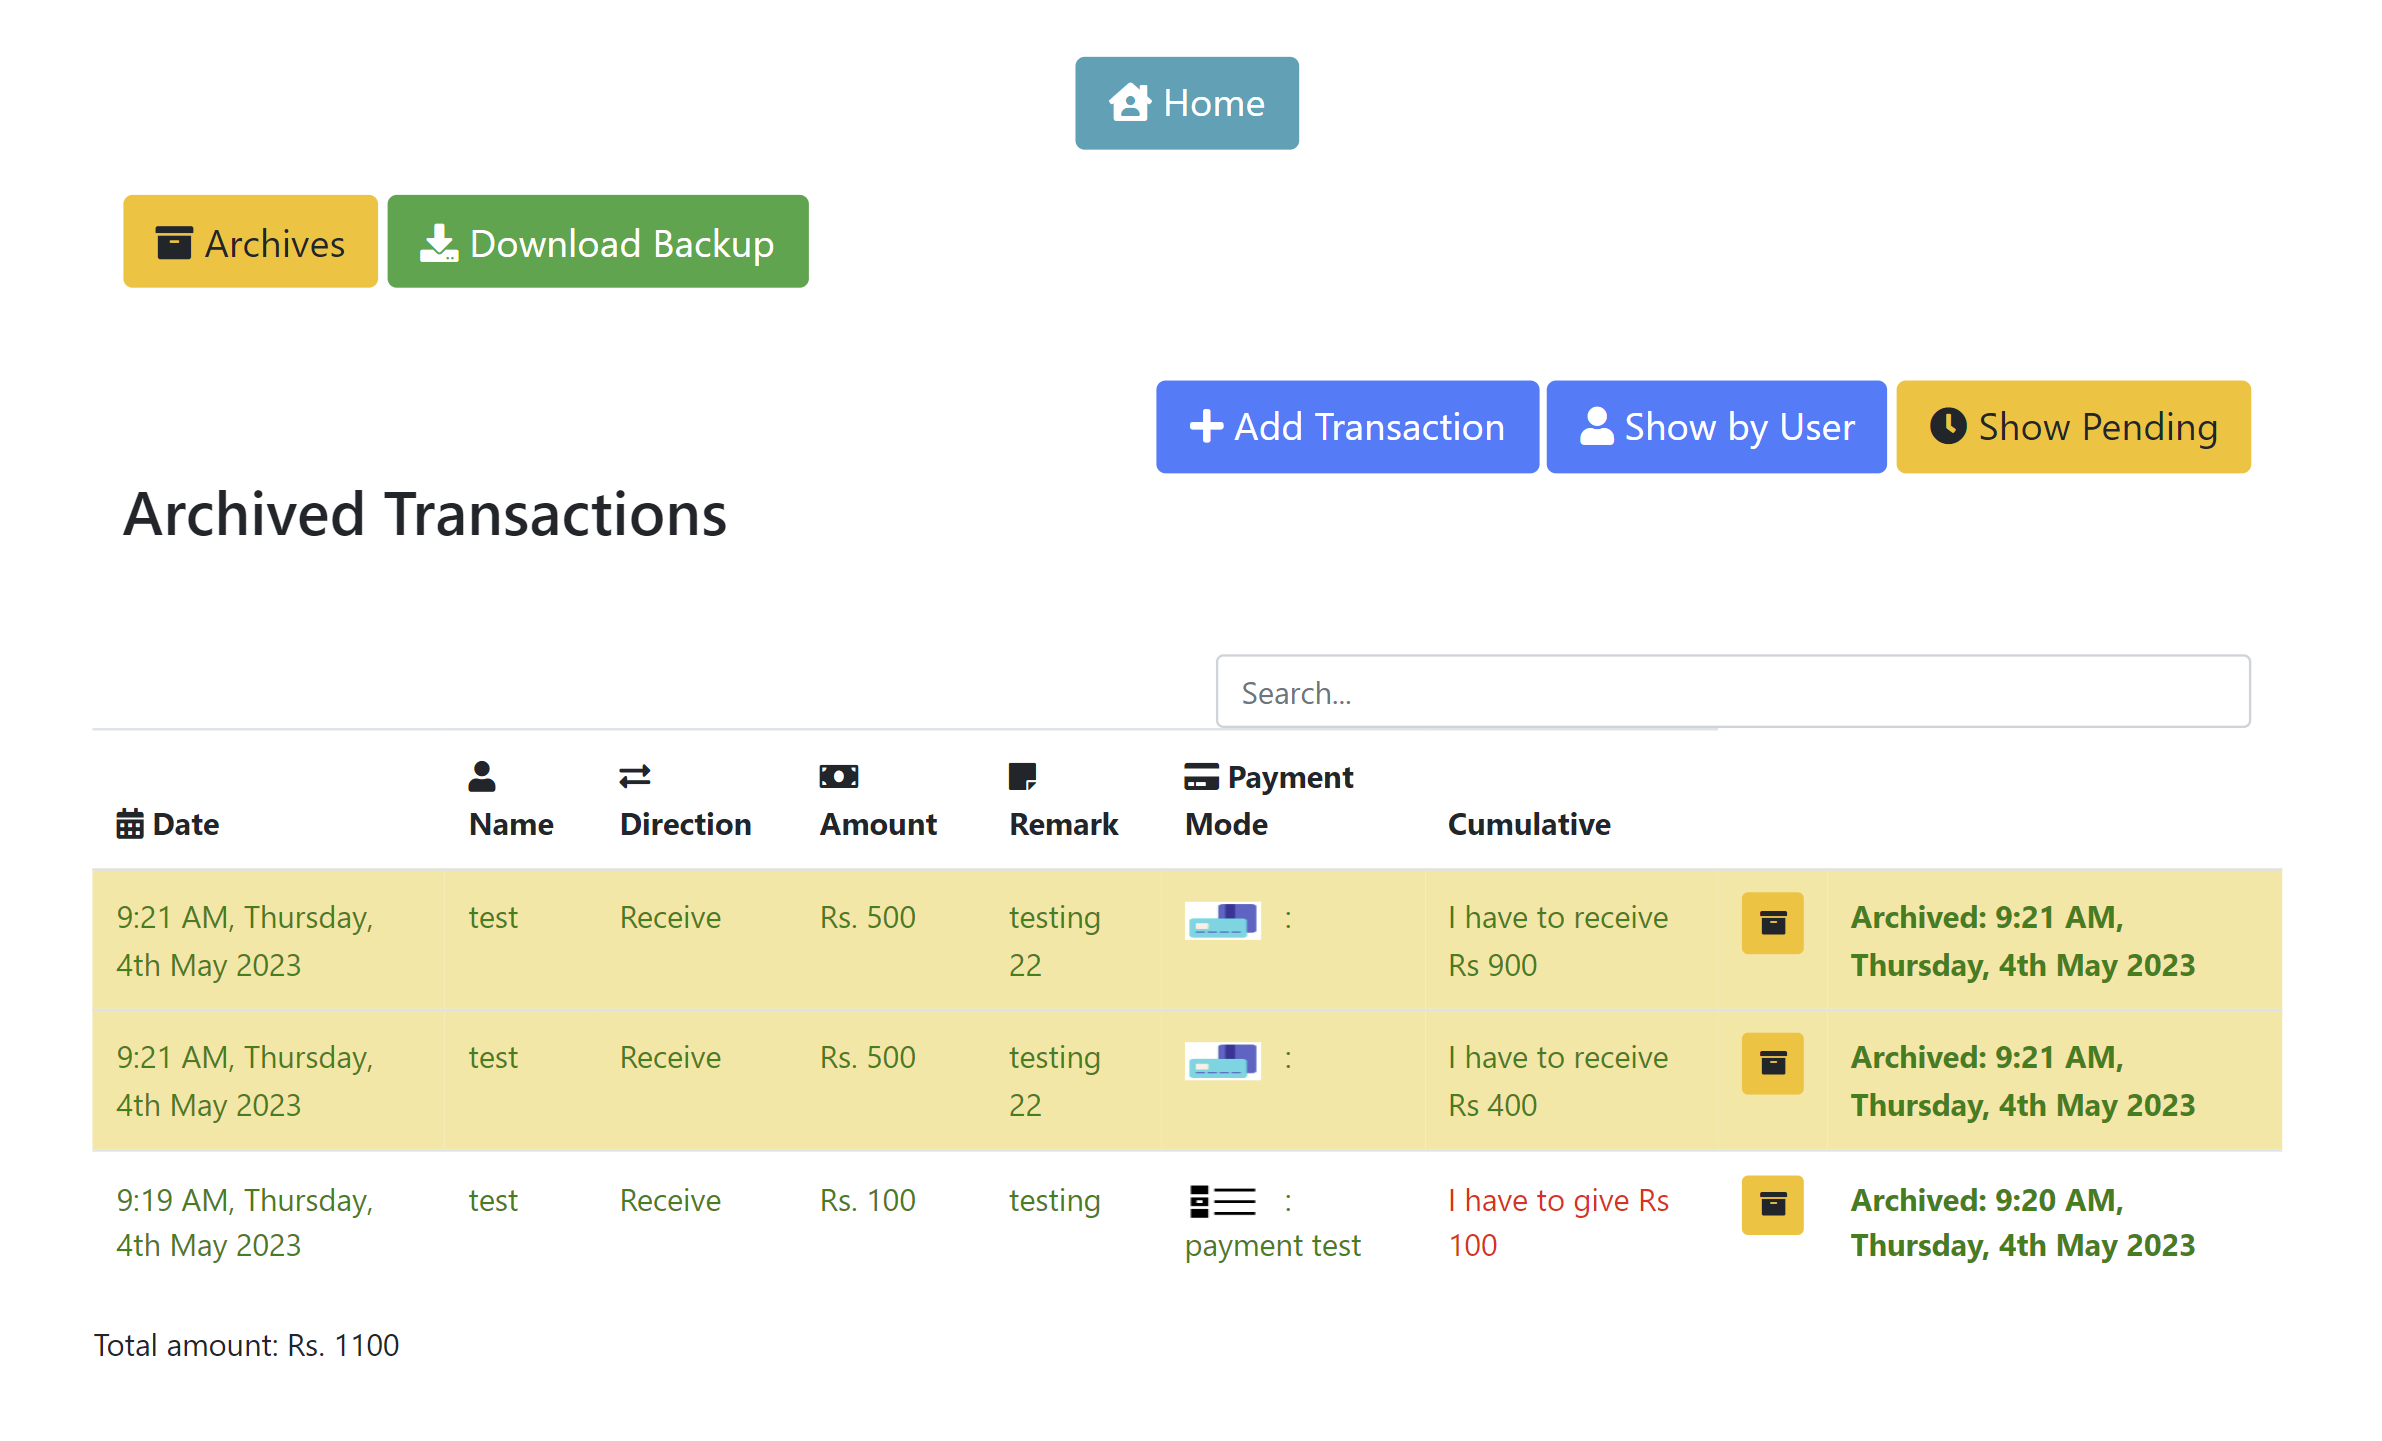 Home
Archives Download Backup
Add Transaction Show by User Show Pending
Archived Transactions
Search...
Date Name Direction Amount Remark Payment Mode Cumulative
9:21 AM, Thursday, test Receive Rs. 500 testing : I have to receive Archived: 9:21 AM,
4th May 2023 22 Rs 900 Thursday, 4th May 2023
9:21 AM, Thursday, test Receive Rs. 500 testing : I have to receive Archived: 9:21 AM,
4th May 2023 22 Rs 400 Thursday, 4th May 2023
9:19 AM, Thursday, test Receive Rs. 100 testing : I have to give Rs Archived: 9:20 AM,
4th May 2023 payment test 100 Thursday, 4th May 2023
Total amount: Rs. 1100